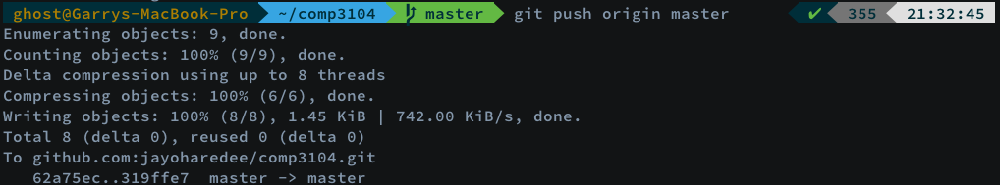 ghost@Garrys-MacBook-Pro ~/comp3104 master git push origin master ✔ 355 21:32:45
Enumerating objects: 9, done.
Counting objects: 100% (9/9), done.
Delta compression using up to 8 threads
Compressing objects: 100% (6/6), done.
Writing objects: 100% (8/8), 1.45 KiB | 742.00 KiB/s, done.
Total 8 (delta 0), reused 0 (delta 0)
To github.com:jayoharedee/comp3104.git
   62a75ec..319ffe7  master -> master